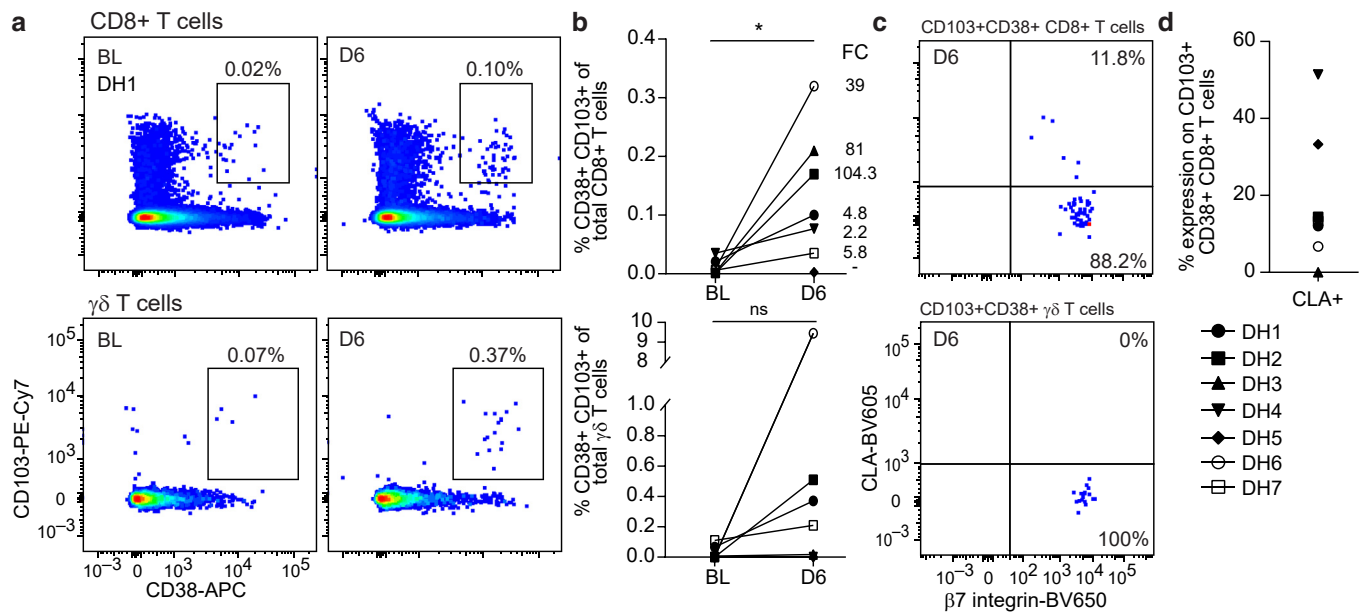 a
CD8+ T cells
BL
DH1
0.02%
D6
0.10%
γδ T cells
BL
0.07%
D6
0.37%
CD103-PE-Cy7
10⁵
10⁴
10³
0
10⁻³
10⁻³ 0 10³ 10⁴ 10⁵
CD38-APC
b
% CD38+ CD103+ of
total CD8+ T cells
0.4
0.3
0.2
0.1
0.0
*
FC
39
81
104.3
4.8
2.2
5.8
-
BL D6
% CD38+ CD103+ of
total γδ T cells
ns
10
9
8
1.0
0.8
0.6
0.4
0.2
0.0
BL D6
c
CD103+CD38+ CD8+ T cells
D6
11.8%
88.2%
CD103+CD38+ γδ T cells
D6
0%
100%
CLA-BV605
10⁵
10⁴
10³
0
10⁻³
10⁻³ 0 10² 10³ 10⁴ 10⁵
β7 integrin-BV650
d
% expression on CD103+
CD38+ CD8+ T cells
60
40
20
0
CLA+
DH1
DH2
DH3
DH4
DH5
DH6
DH7